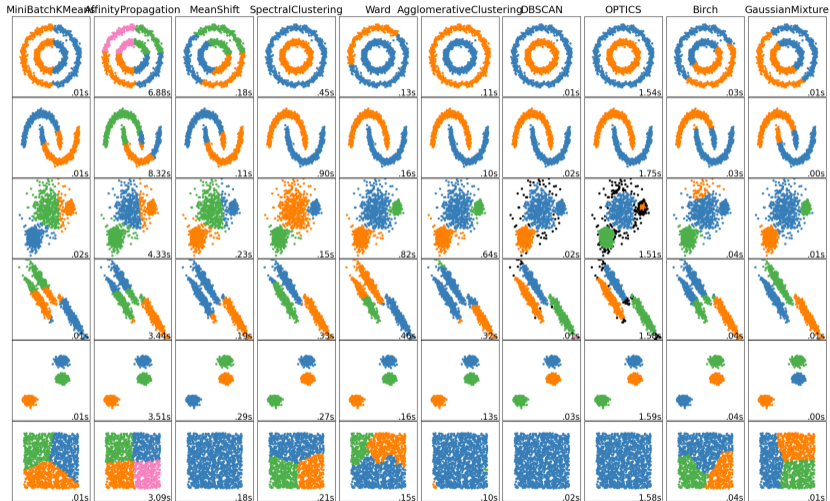 MiniBatchKMeans AffinityPropagation MeanShift SpectralClustering Ward AgglomerativeClustering DBSCAN OPTICS Birch GaussianMixture
.01s 6.88s .18s .45s .13s .11s .01s 1.54s .03s .01s
.01s 8.32s .11s .90s .16s .10s .02s 1.75s .03s .00s
.02s 4.33s .23s .15s .82s .64s .02s 1.51s .04s .01s
.01s 3.44s .19s .33s .46s .32s .01s .04s .01s
.01s 3.51s .29s .27s .16s .13s .03s 1.59s .04s .00s
.01s 3.09s .18s .21s .15s .10s .02s 1.58s .04s .01s